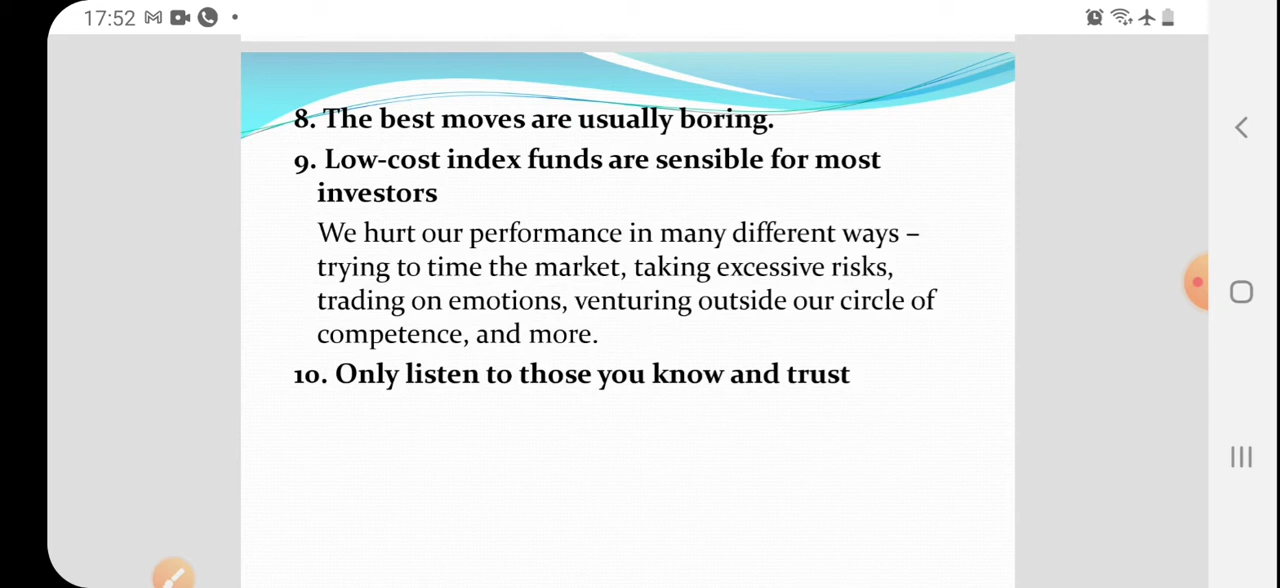 17:52
8. The best moves are usually boring.
9. Low-cost index funds are sensible for most
investors
We hurt our performance in many different ways –
trying to time the market, taking excessive risks,
trading on emotions, venturing outside our circle of
competence, and more.
10. Only listen to those you know and trust